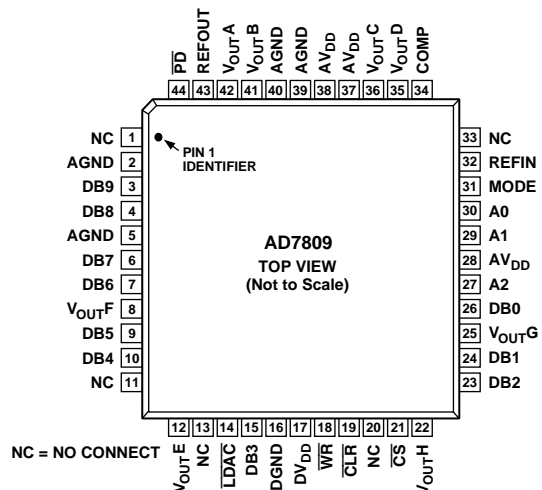 PD
REFOUT
VOUTA
VOUTB
AGND
AGND
AVDD
AVDD
VOUTC
VOUTD
COMP
44 43 42 41 40 39 38 37 36 35 34
NC 1
AGND 2
DB9 3
DB8 4
AGND 5
DB7 6
DB6 7
VOUTF 8
DB5 9
DB4 10
NC 11
PIN 1
IDENTIFIER
AD7809
TOP VIEW
(Not to Scale)
33 NC
32 REFIN
31 MODE
30 A0
29 A1
28 AVDD
27 A2
26 DB0
25 VOUTG
24 DB1
23 DB2
12 13 14 15 16 17 18 19 20 21 22
VOUTE
NC
LDAC
DB3
DGND
DVDD
WR
CLR
NC
CS
VOUTH
NC = NO CONNECT